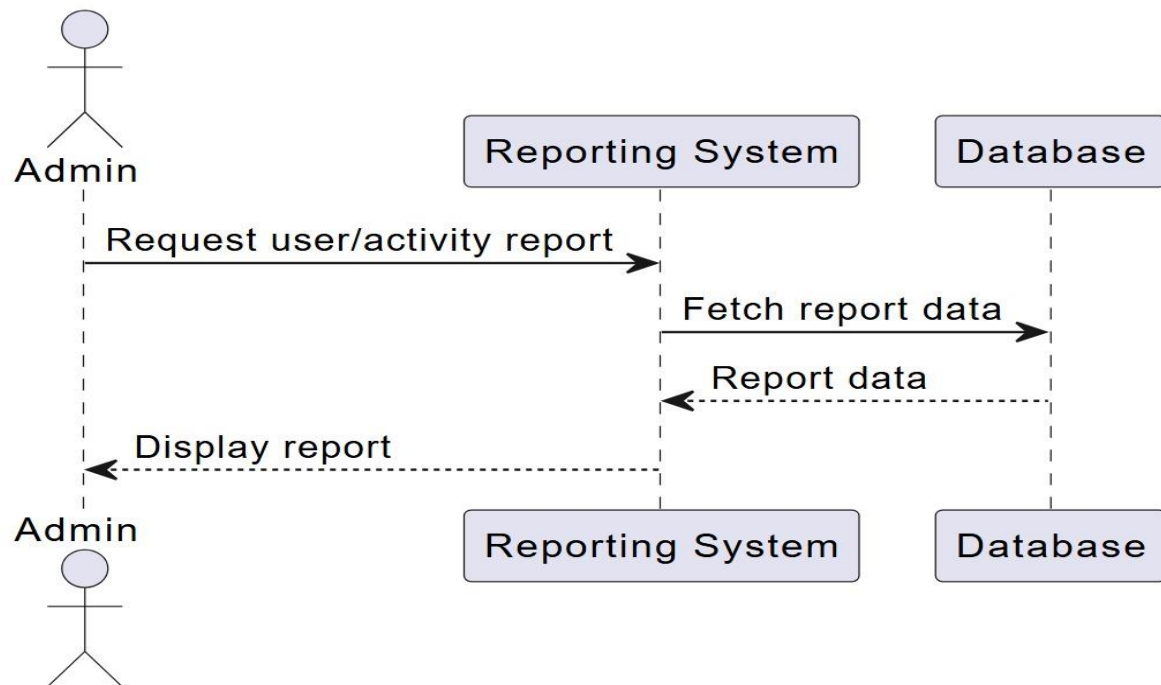 Admin
Reporting System
Database
Request user/activity report
Fetch report data
Report data
Display report
Admin
Reporting System
Database